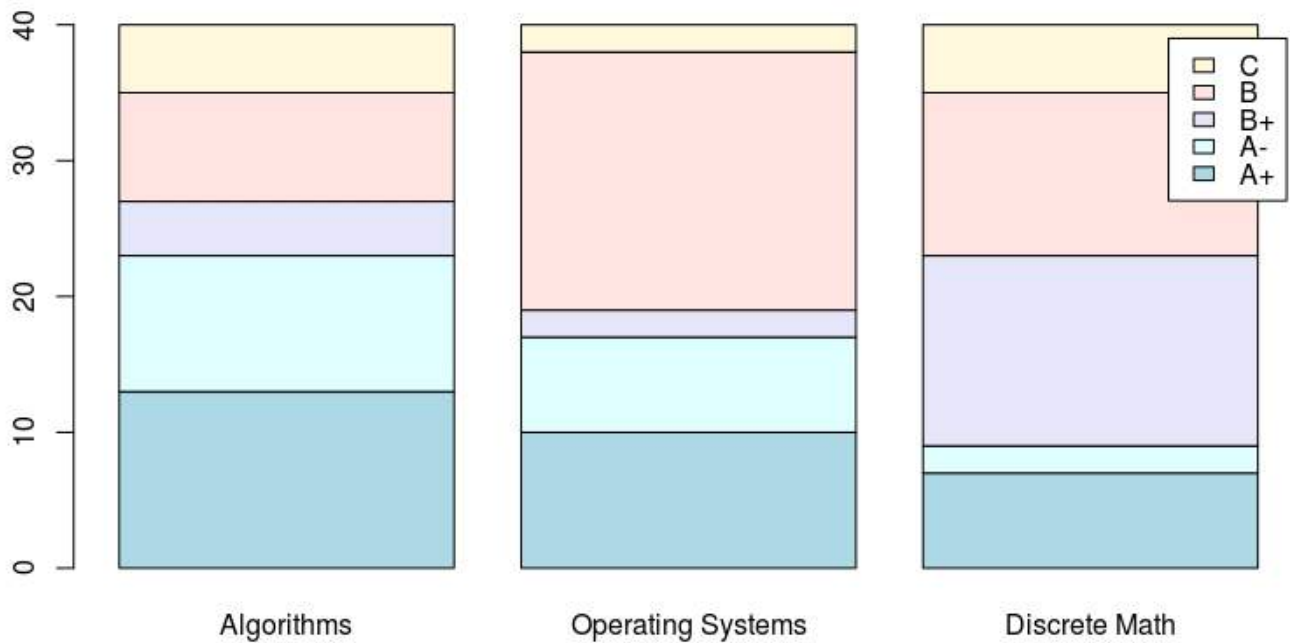 40
30
20
10
0
C
B
B+
A-
A+
Algorithms
Operating Systems
Discrete Math